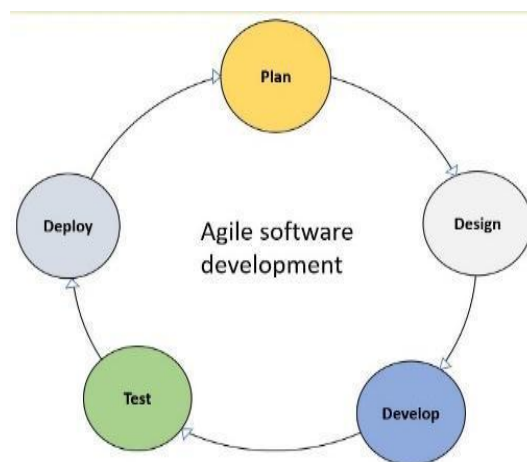 Plan
Design
Develop
Test
Deploy
Agile software
development